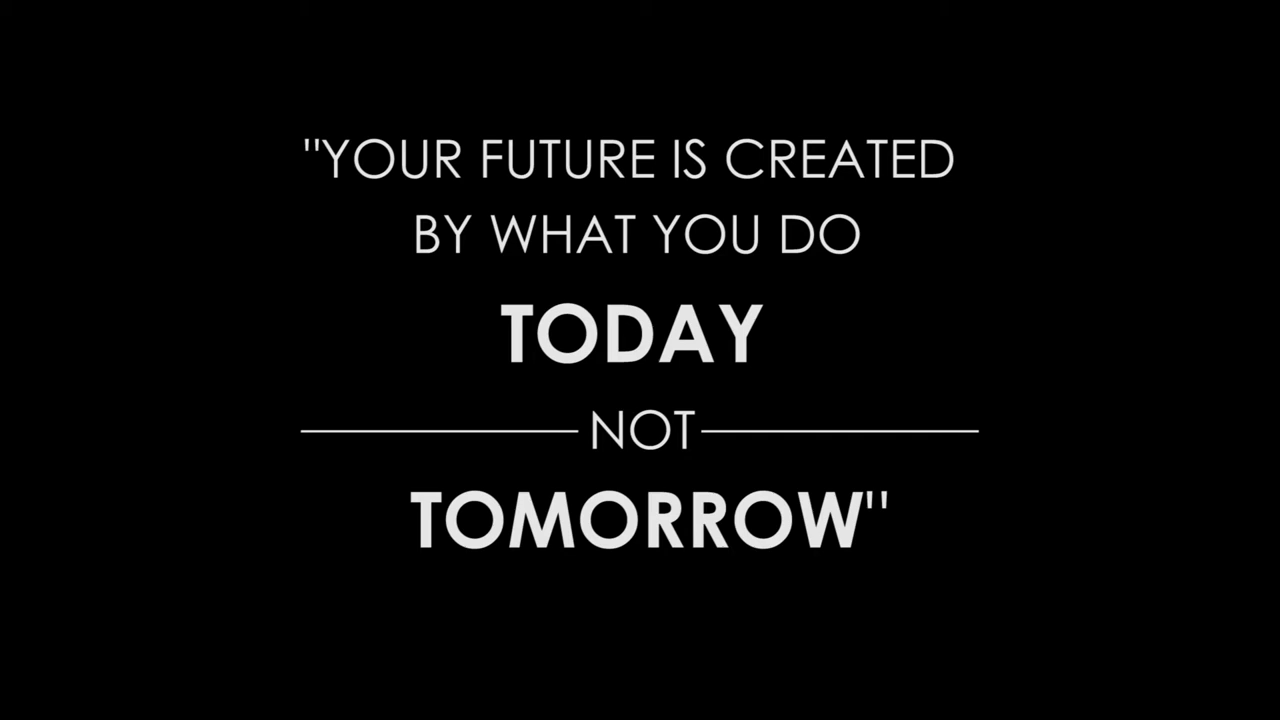 "YOUR FUTURE IS CREATED
BY WHAT YOU DO
TODAY
NOT
TOMORROW"